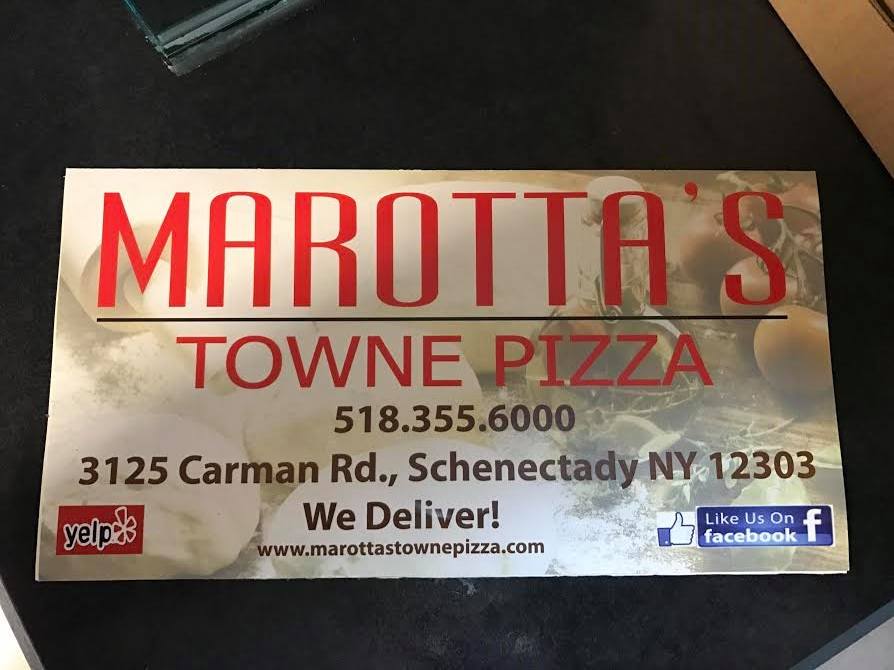 MAROTTA'S
TOWNE PIZZA
518.355.6000
3125 Carman Rd., Schenectady NY 12303
We Deliver!
www.marottastownepizza.com
yelp
Like Us On
facebook
f